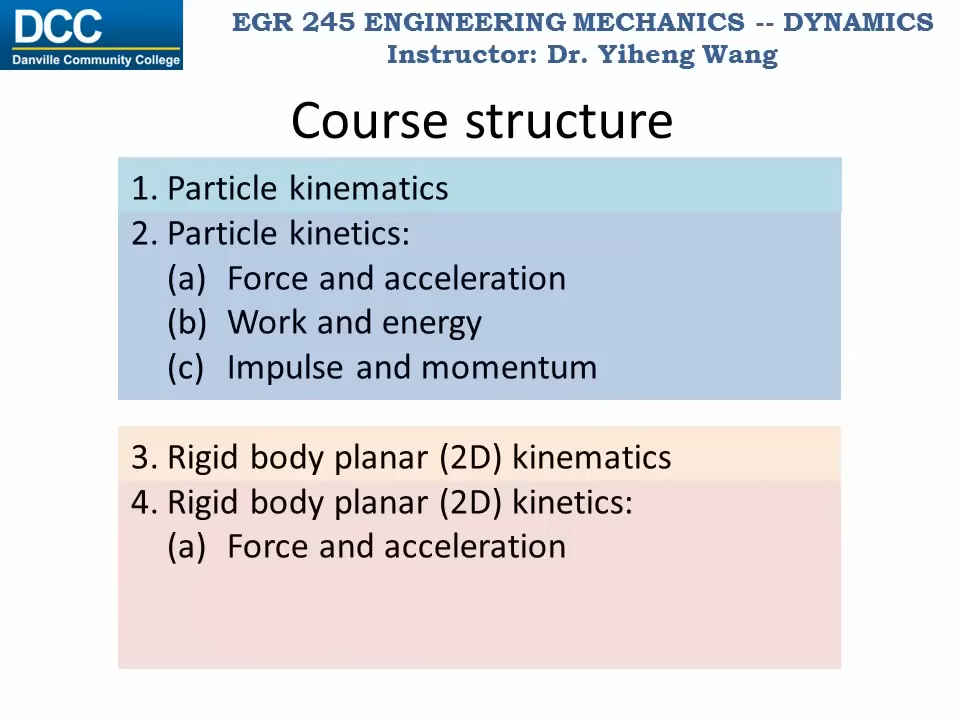 DCC
Danville Community College
EGR 245 ENGINEERING MECHANICS -- DYNAMICS
Instructor: Dr. Yiheng Wang
Course structure
1. Particle kinematics
2. Particle kinetics:
(a) Force and acceleration
(b) Work and energy
(c) Impulse and momentum
3. Rigid body planar (2D) kinematics
4. Rigid body planar (2D) kinetics:
(a) Force and acceleration